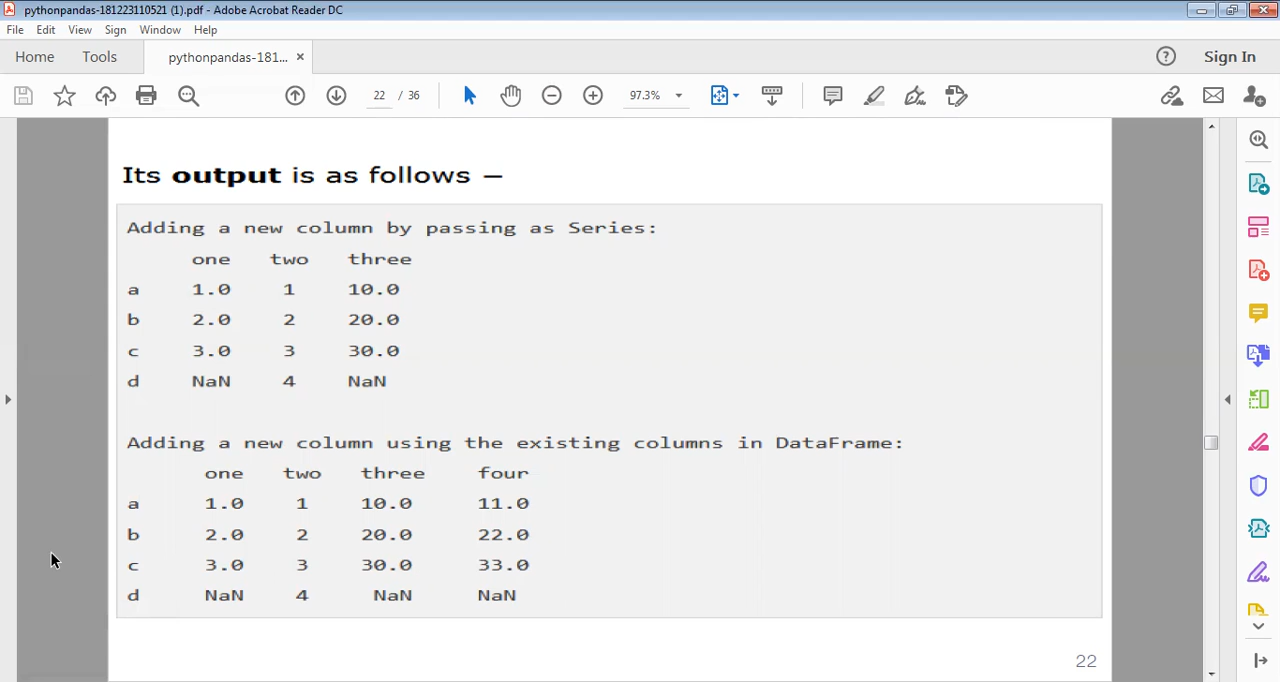 pythonpandas-181223110521 (1).pdf - Adobe Acrobat Reader DC
File Edit View Sign Window Help
Home Tools pythonpandas-181... × Sign In
22 / 36 97.3%
Its output is as follows –
Adding a new column by passing as Series:
one two three
a 1.0 1 10.0
b 2.0 2 20.0
c 3.0 3 30.0
d NaN 4 NaN
Adding a new column using the existing columns in DataFrame:
one two three four
a 1.0 1 10.0 11.0
b 2.0 2 20.0 22.0
c 3.0 3 30.0 33.0
d NaN 4 NaN NaN
22